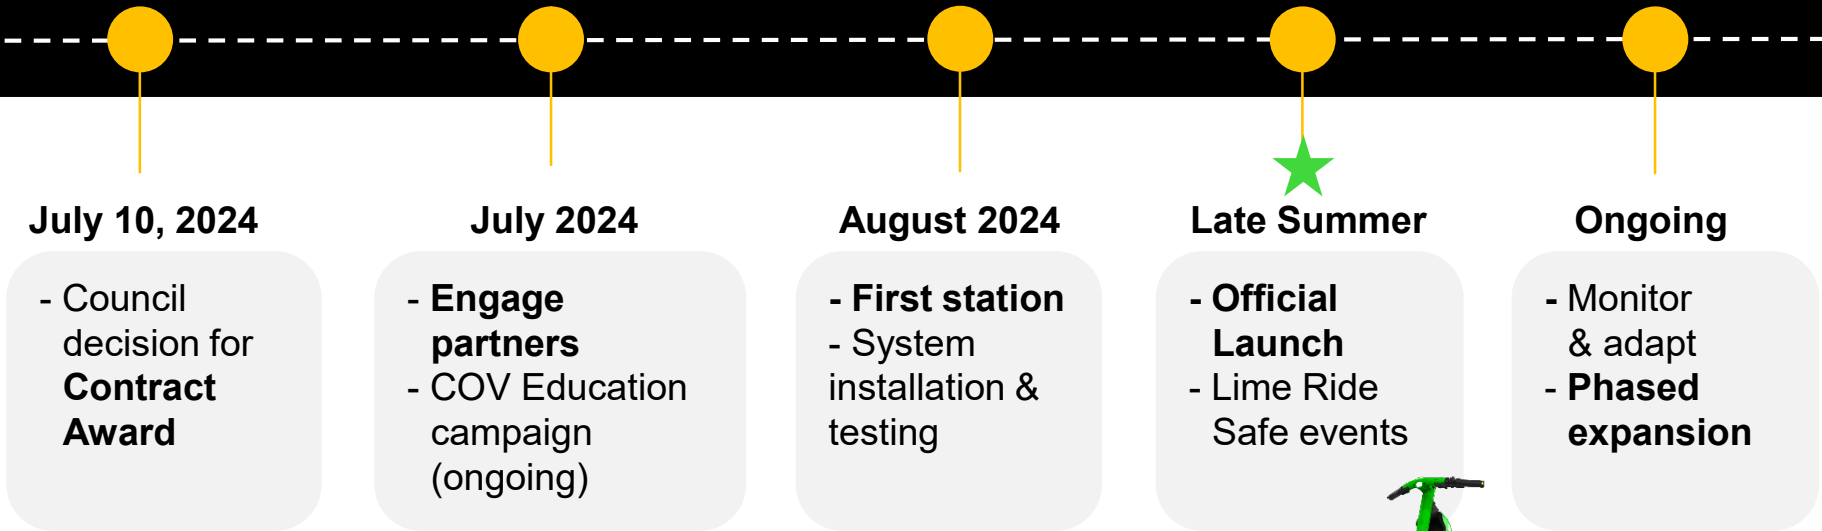 July 10, 2024
- Council
decision for
Contract
Award
July 2024
- Engage
partners
- COV Education
campaign
(ongoing)
August 2024
- First station
- System
installation &
testing
Late Summer
- Official
Launch
- Lime Ride
Safe events
Ongoing
- Monitor
& adapt
- Phased
expansion